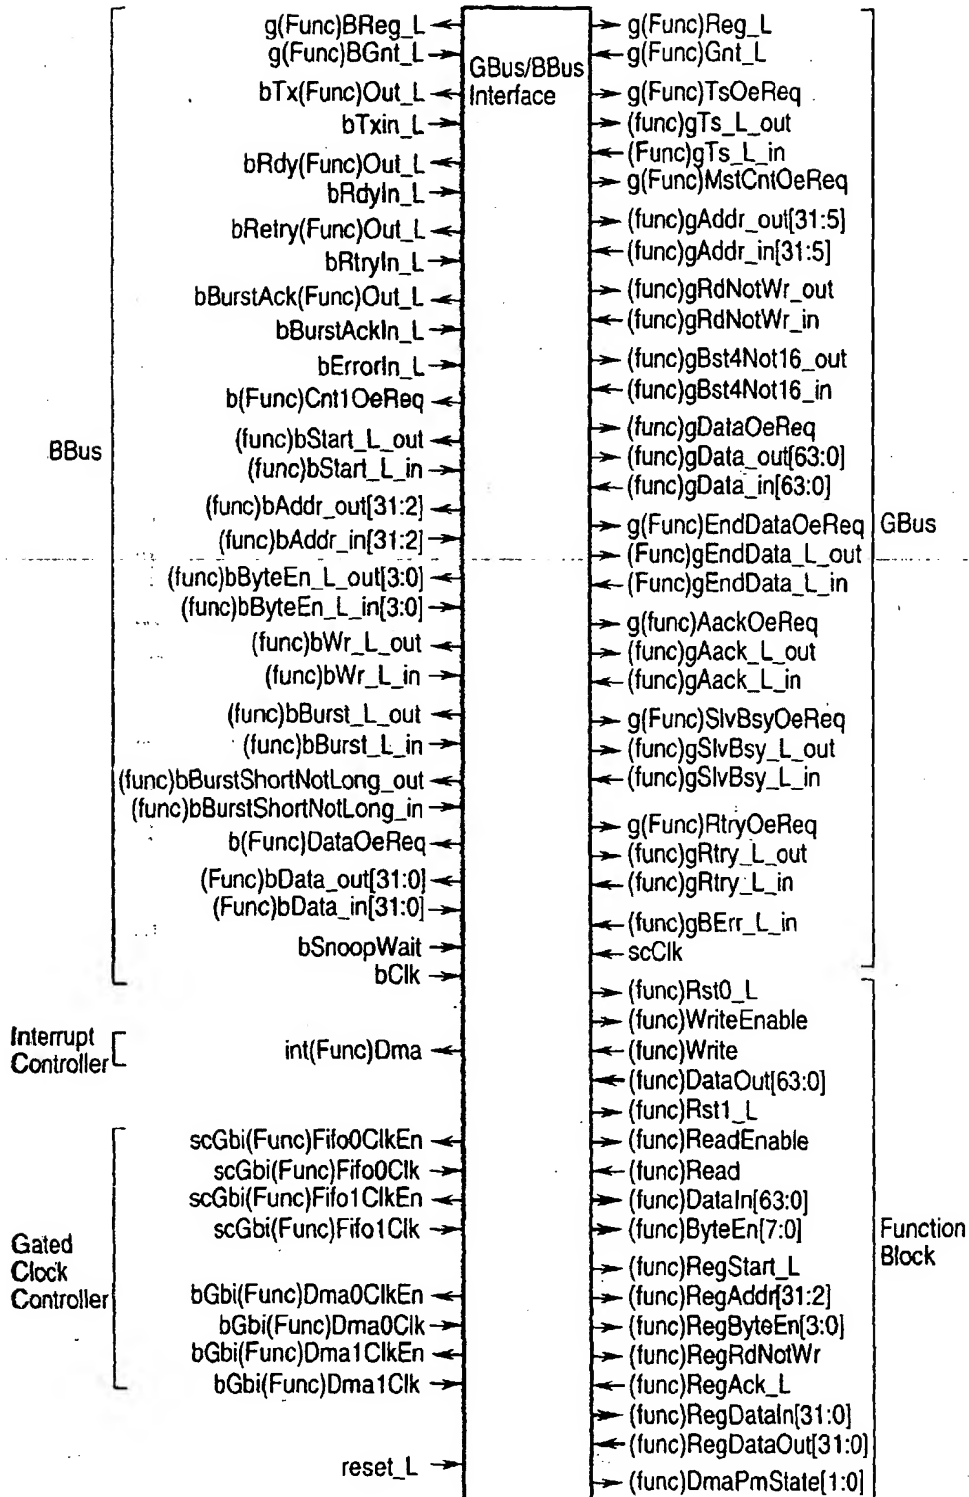 g(Func)BReg_L
g(Func)BGnt_L
bTx(Func)Out_L
bTxin_L
bRdy(Func)Out_L
bRdyIn_L
bRetry(Func)Out_L
bRtryIn_L
bBurstAck(Func)Out_L
bBurstAckIn_L
bErrorIn_L
b(Func)Cnt1OeReq
BBus
(func)bStart_L_out
(func)bStart_L_in
(func)bAddr_out[31:2]
(func)bAddr_in[31:2]
(func)bByteEn_L_out[3:0]
(func)bByteEn_L_in[3:0]
(func)bWr_L_out
(func)bWr_L_in
(func)bBurst_L_out
(func)bBurst_L_in
(func)bBurstShortNotLong_out
(func)bBurstShortNotLong_in
b(Func)DataOeReq
(Func)bData_out[31:0]
(Func)bData_in[31:0]
bSnoopWait
bClk
Interrupt
Controller
int(Func)Dma
scGbi(Func)Fifo0ClkEn
scGbi(Func)Fifo0Clk
scGbi(Func)Fifo1ClkEn
scGbi(Func)Fifo1Clk
Gated
Clock
Controller
bGbi(Func)Dma0ClkEn
bGbi(Func)Dma0Clk
bGbi(Func)Dma1ClkEn
bGbi(Func)Dma1Clk
reset_L
GBus/BBus
Interface
g(Func)Reg_L
g(Func)Gnt_L
g(Func)TsOeReq
(func)gTs_L_out
(Func)gTs_L_in
g(Func)MstCntOeReq
(func)gAddr_out[31:5]
(func)gAddr_in[31:5]
(func)gRdNotWr_out
(func)gRdNotWr_in
(func)gBst4Not16_out
(func)gBst4Not16_in
(func)gDataOeReq
(func)gData_out[63:0]
(func)gData_in[63:0]
g(Func)EndDataOeReq
GBus
(Func)gEndData_L_out
(Func)gEndData_L_in
g(func)AackOeReq
(func)gAack_L_out
(func)gAack_L_in
g(Func)SlvBsyOeReq
(func)gSlvBsy_L_out
(func)gSlvBsy_L_in
g(Func)RtryOeReq
(func)gRtry_L_out
(func)gRtry_L_in
(func)gBErr_L_in
scClk
(func)Rst0_L
(func)WriteEnable
(func)Write
(func)DataOut[63:0]
(func)Rst1_L
(func)ReadEnable
(func)Read
(func)DataIn[63:0]
(func)ByteEn[7:0]
Function
Block
(func)RegStart_L
(func)RegAddr[31:2]
(func)RegByteEn[3:0]
(func)RegRdNotWr
(func)RegAck_L
(func)RegDataIn[31:0]
(func)RegDataOut[31:0]
(func)DmaPmState[1:0]